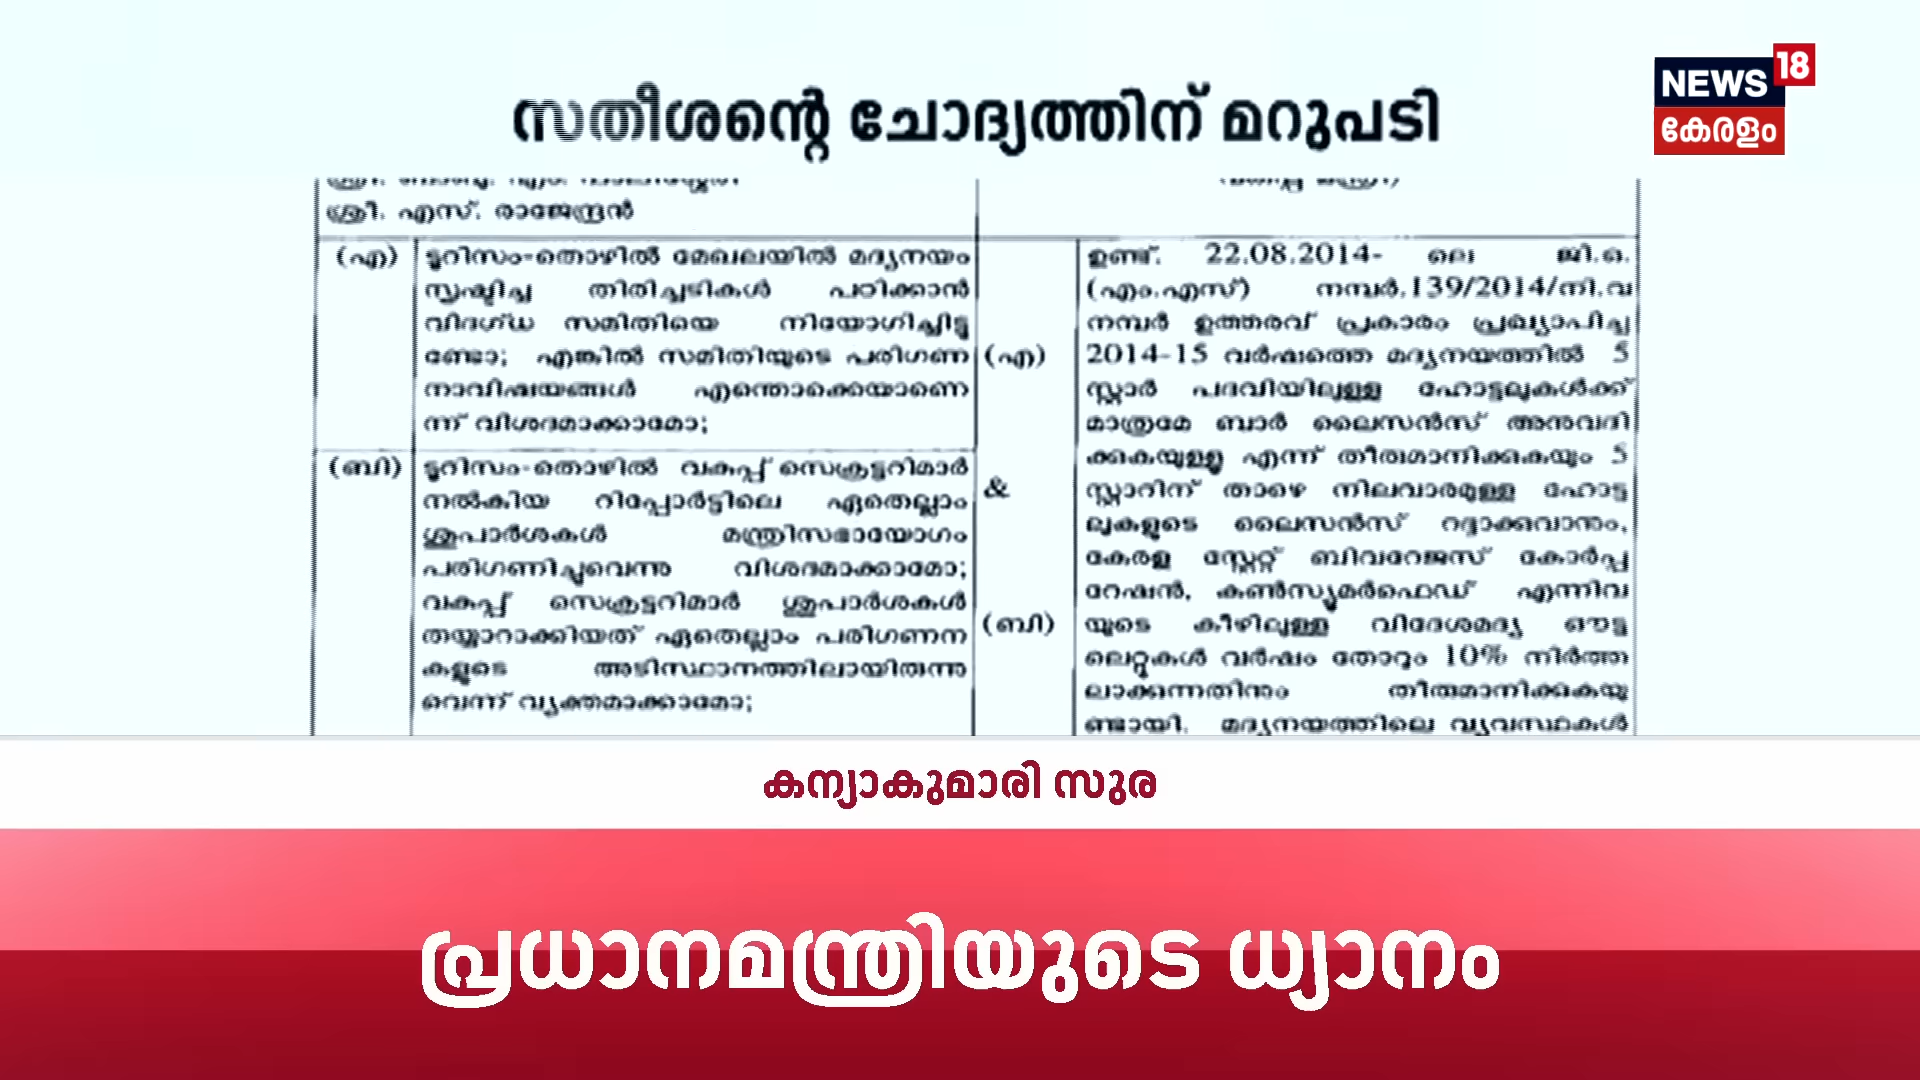 സതീശന്റെ ചോദ്യത്തിന് മറുപടി
NEWS 18
കേരളം
ശ്രീ. എസ്. രാജേന്ദ്രൻ
(എ) ടൂറിസം-തൊഴിൽ മേഖലയിൽ മദ്യനയം
സൃഷ്ടിച്ച തിരിച്ചടികൾ പഠിക്കാൻ
വിദഗ്ധ സമിതിയെ നിയോഗിച്ചിട്ടു
ണ്ടോ; എങ്കിൽ സമിതിയുടെ പരിഗണ
നാവിഷയങ്ങൾ എന്തൊക്കെയാണെ
ന്ന് വിശദമാക്കാമോ;
(ബി) ടൂറിസം-തൊഴിൽ വകുപ്പ് സെക്രട്ടറിമാർ
നൽകിയ റിപ്പോർട്ടിലെ ഏതെല്ലാം
ശുപാർശകൾ മന്ത്രിസഭായോഗം
പരിഗണിച്ചുവെന്നു വിശദമാക്കാമോ;
വകുപ്പ് സെക്രട്ടറിമാർ ശുപാർശകൾ
തയ്യാറാക്കിയത് ഏതെല്ലാം പരിഗണന
കളുടെ അടിസ്ഥാനത്തിലായിരുന്നു
വെന്ന് വ്യക്തമാക്കാമോ;
(എ)
&
(ബി)
ഉണ്ട്. 22.08.2014- ലെ ജി.ഒ.
(എം.എസ്) നമ്പർ.139/2014/നി.വ
നമ്പർ ഉത്തരവ് പ്രകാരം പ്രഖ്യാപിച്ച
2014-15 വർഷത്തെ മദ്യനയത്തിൽ 5
സ്റ്റാർ പദവിയിലുള്ള ഹോട്ടലുകൾക്ക്
മാത്രമേ ബാർ ലൈസൻസ് അനുവദി
ക്കുകയുള്ളൂ എന്ന് തീരുമാനിക്കുകയും 5
സ്റ്റാറിന് താഴെ നിലവാരമുള്ള ഹോട്ട
ലുകളുടെ ലൈസൻസ് റദ്ദാക്കുവാനും,
കേരള സ്റ്റേറ്റ് ബിവറേജസ് കോർപ്പ
റേഷൻ, കൺസ്യൂമർഫെഡ് എന്നിവ
യുടെ കീഴിലുള്ള വിദേശമദ്യ ഔട്ട്
ലെറ്റുകൾ വർഷം തോറും 10% നിർത്ത
ലാക്കുന്നതിനും തീരുമാനിക്കുകയു
ണ്ടായി. മദ്യനയത്തിലെ വ്യവസ്ഥകൾ
കന്യാകുമാരി സുര
പ്രധാനമന്ത്രിയുടെ ധ്യാനം